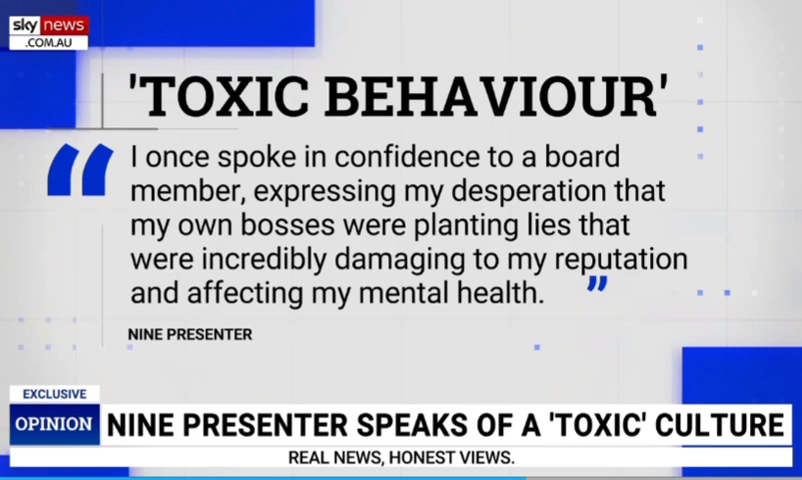 sky news
.COM.AU
'TOXIC BEHAVIOUR'
“ I once spoke in confidence to a board
member, expressing my desperation that
my own bosses were planting lies that
were incredibly damaging to my reputation
and affecting my mental health. ”
NINE PRESENTER
EXCLUSIVE
OPINION NINE PRESENTER SPEAKS OF A 'TOXIC' CULTURE
REAL NEWS, HONEST VIEWS.